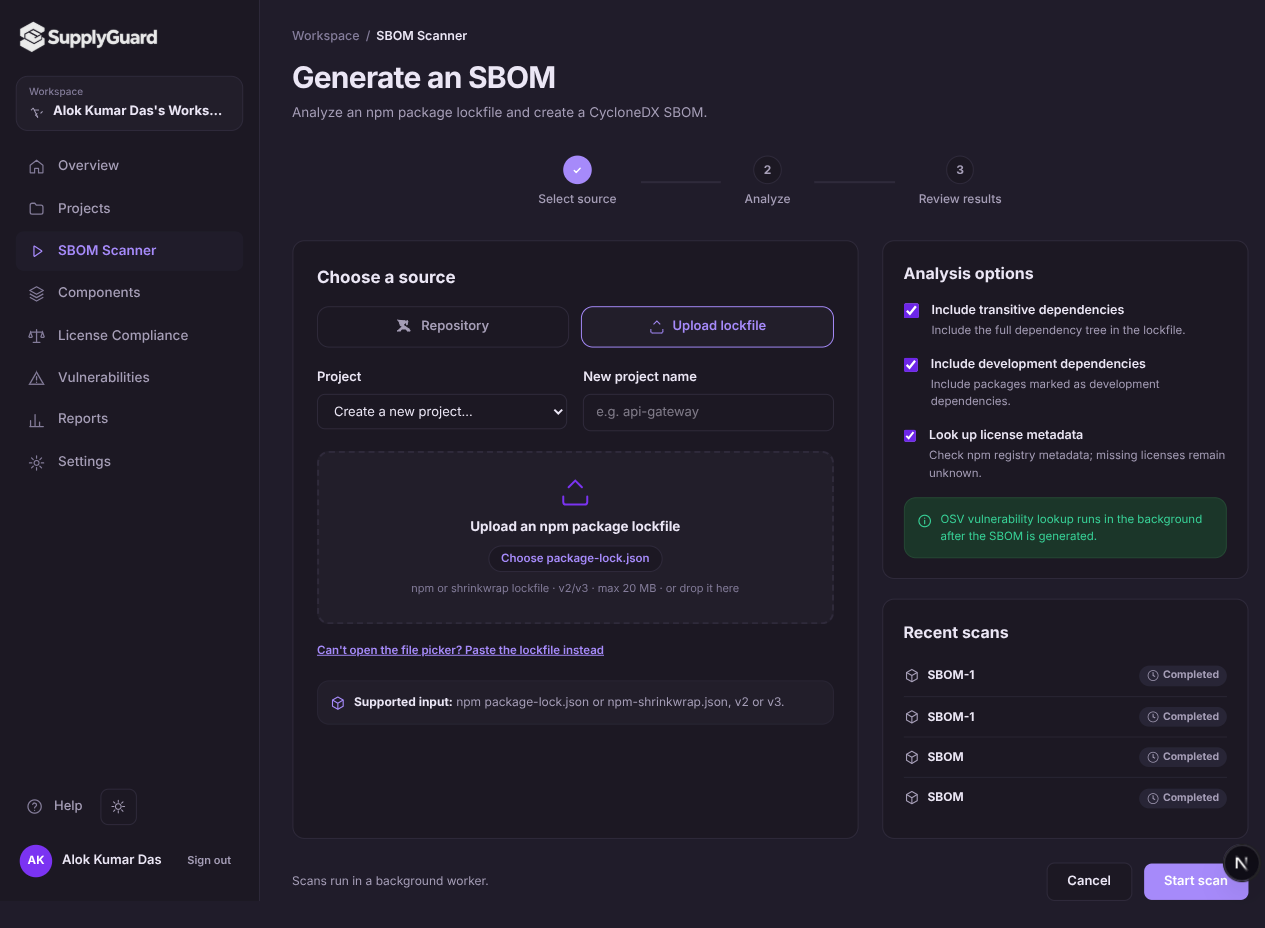 SupplyGuard
Workspace
Alok Kumar Das's Works...
Overview
Projects
SBOM Scanner
Components
License Compliance
Vulnerabilities
Reports
Settings
Help
AK Alok Kumar Das Sign out
Workspace / SBOM Scanner
Generate an SBOM
Analyze an npm package lockfile and create a CycloneDX SBOM.
2 3
Select source Analyze Review results
Choose a source
Repository Upload lockfile
Project New project name
Create a new project... e.g. api-gateway
Upload an npm package lockfile
Choose package-lock.json
npm or shrinkwrap lockfile · v2/v3 · max 20 MB · or drop it here
Can't open the file picker? Paste the lockfile instead
Supported input: npm package-lock.json or npm-shrinkwrap.json, v2 or v3.
Analysis options
Include transitive dependencies
Include the full dependency tree in the lockfile.
Include development dependencies
Include packages marked as development
dependencies.
Look up license metadata
Check npm registry metadata; missing licenses remain
unknown.
OSV vulnerability lookup runs in the background
after the SBOM is generated.
Recent scans
SBOM-1 Completed
SBOM-1 Completed
SBOM Completed
SBOM Completed
Scans run in a background worker.
Cancel Start scan N